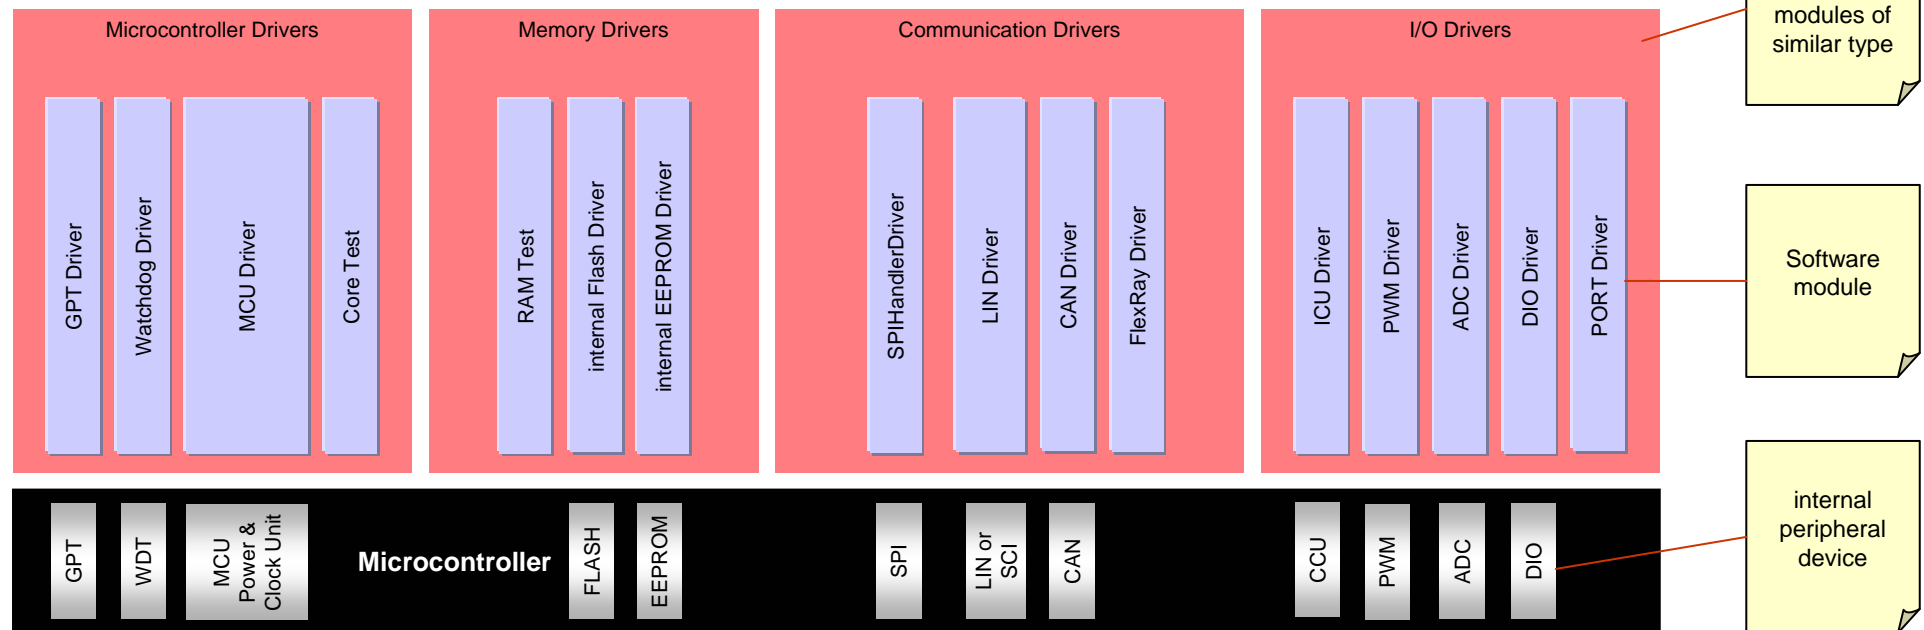 Microcontroller Drivers
Memory Drivers
Communication Drivers
I/O Drivers
modules of
similar type
GPT Driver
Watchdog Driver
MCU Driver
Core Test
RAM Test
internal Flash Driver
internal EEPROM Driver
SPIHandlerDriver
LIN Driver
CAN Driver
FlexRay Driver
ICU Driver
PWM Driver
ADC Driver
DIO Driver
PORT Driver
Software
module
GPT
WDT
MCU
Power &
Clock Unit
Microcontroller
FLASH
EEPROM
SPI
LIN or
SCI
CAN
CCU
PWM
ADC
DIO
internal
peripheral
device